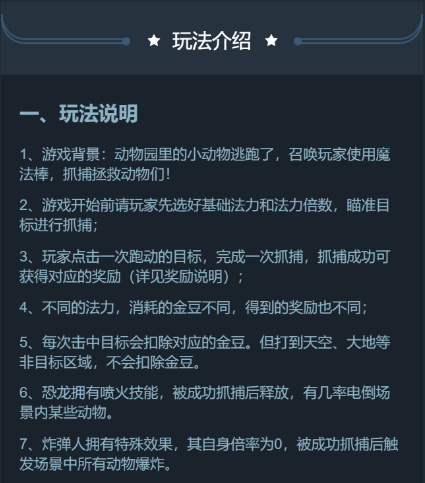 玩法介绍
一、玩法说明
1、游戏背景：动物园里的小动物逃跑了，召唤玩家使用魔
法棒，抓捕拯救动物们！
2、游戏开始前请玩家先选好基础法力和法力倍数，瞄准目
标进行抓捕；
3、玩家点击一次跑动的目标，完成一次抓捕，抓捕成功可
获得对应的奖励（详见奖励说明）；
4、不同的法力，消耗的金豆不同，得到的奖励也不同；
5、每次击中目标会扣除对应的金豆。但打到天空、大地等
非目标区域，不会扣除金豆。
6、恐龙拥有喷火技能，被成功抓捕后释放，有几率电倒场
景内某些动物。
7、炸弹人拥有特殊效果，其自身倍率为0，被成功抓捕后触
发场景中所有动物爆炸。